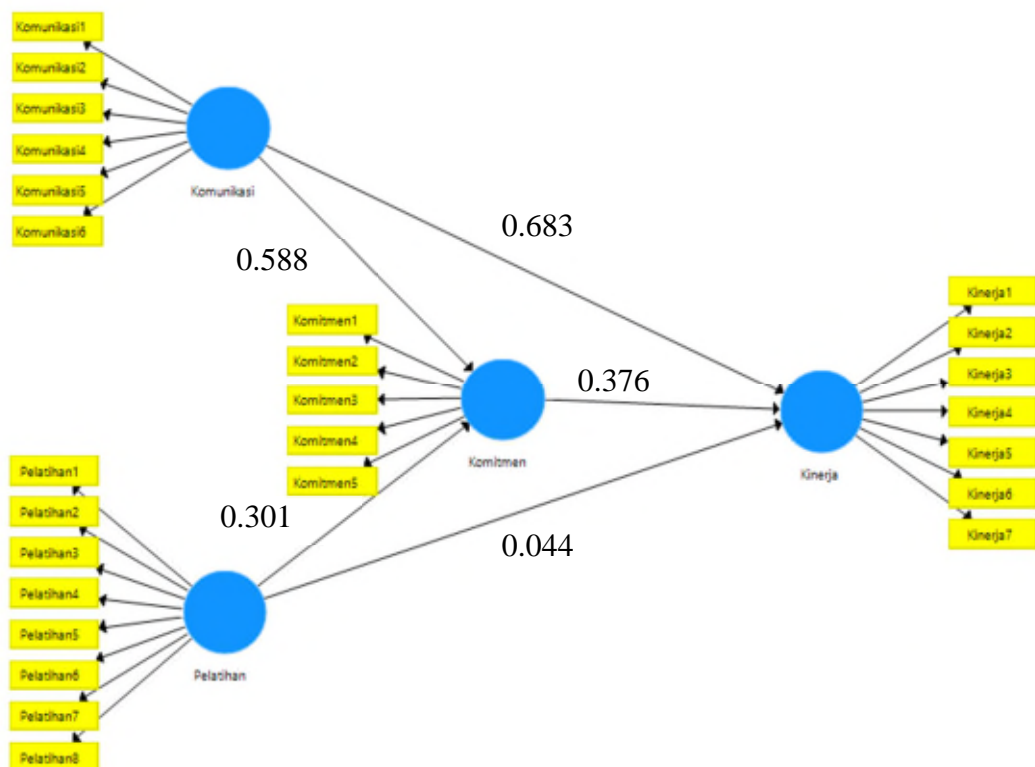 Komunikasi1
Komunikasi2
Komunikasi3
Komunikasi4
Komunikasi5
Komunikasi6
Komunikasi
0.683
0.588
Komitmen1
Komitmen2
Komitmen3
Komitmen4
Komitmen5
Komitmen
0.376
Kinerja1
Kinerja2
Kinerja3
Kinerja4
Kinerja5
Kinerja6
Kinerja7
Kinerja
0.301
0.044
Pelatihan1
Pelatihan2
Pelatihan3
Pelatihan4
Pelatihan5
Pelatihan6
Pelatihan7
Pelatihan8
Pelatihan